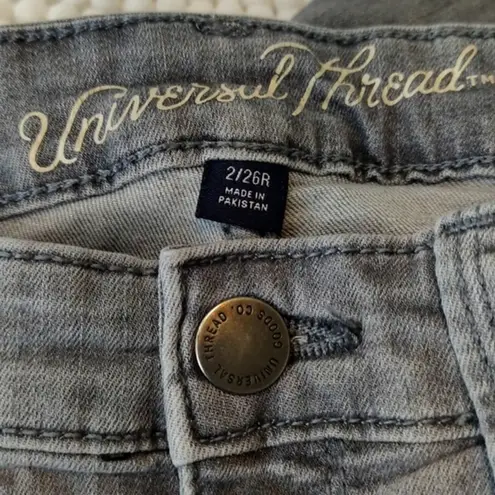 Universal Thread™
2/26R
MADE IN
PAKISTAN
UNIVERSAL THREAD GOODS CO.